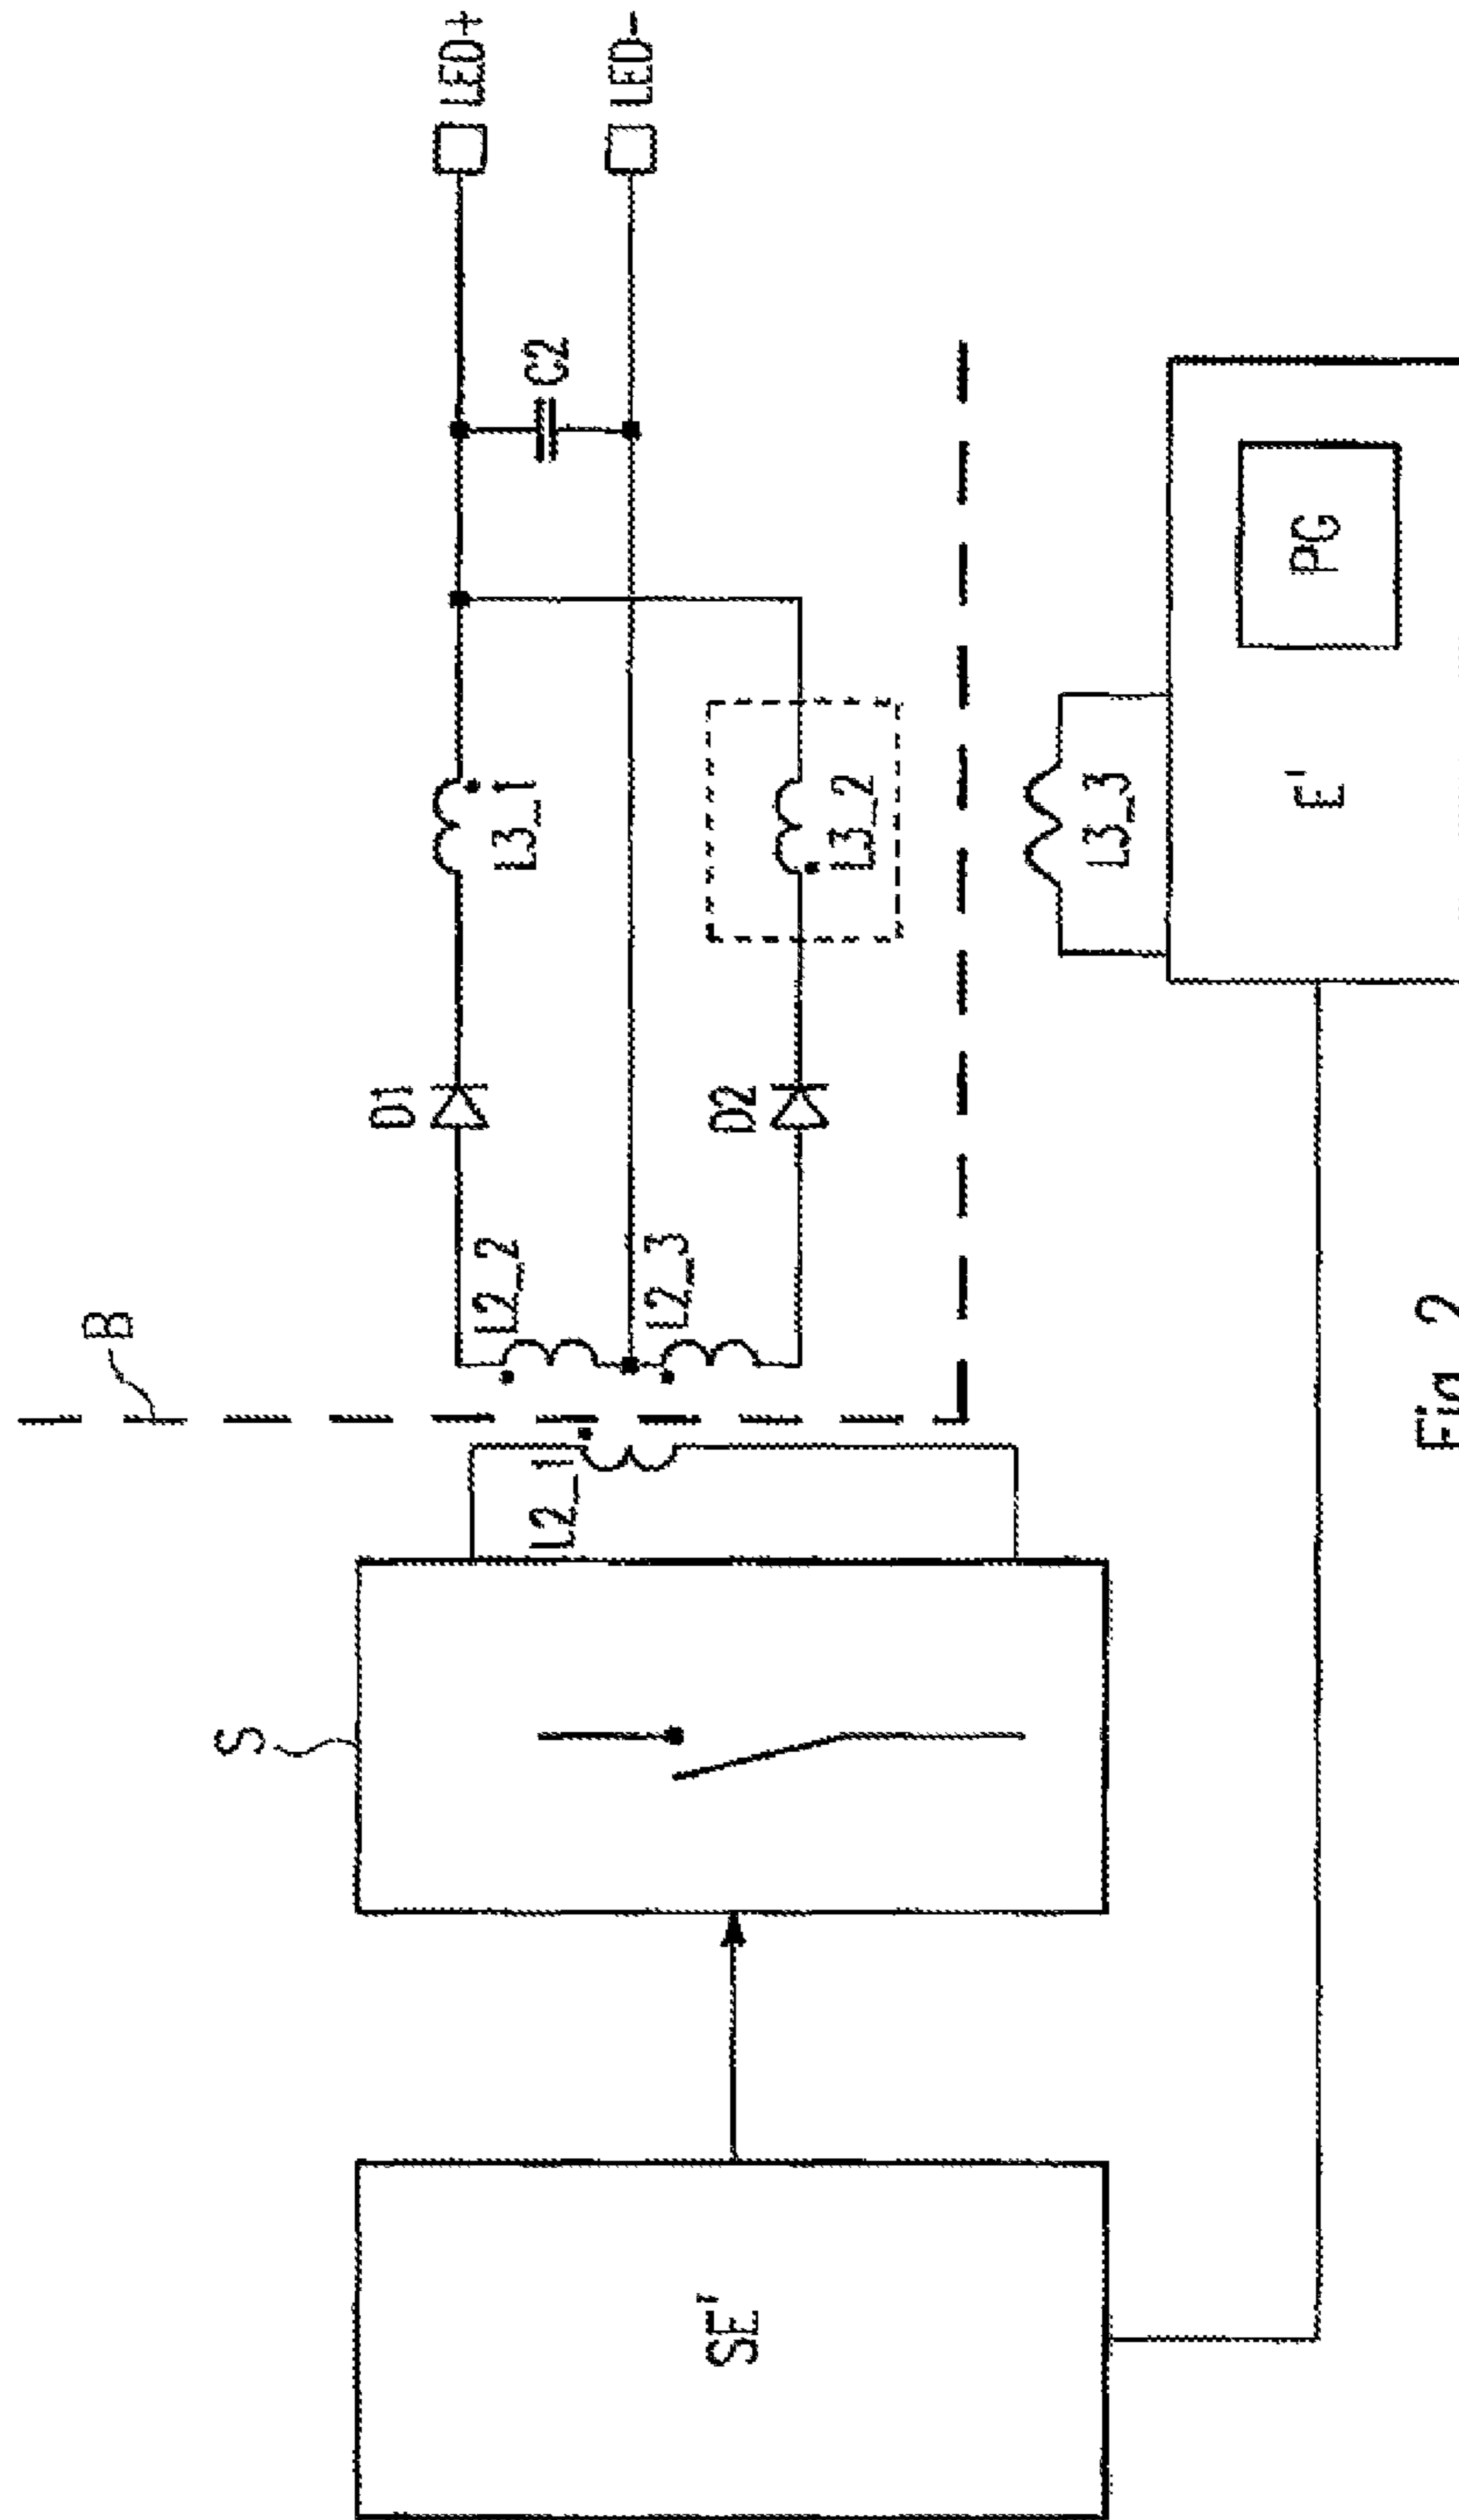 B
S
SE'
L2_1
L2_2
L2_3
D1
D2
L3_1
L3_2
L3_3
C2
LED+
LED-
E'
PG
Fig. 2